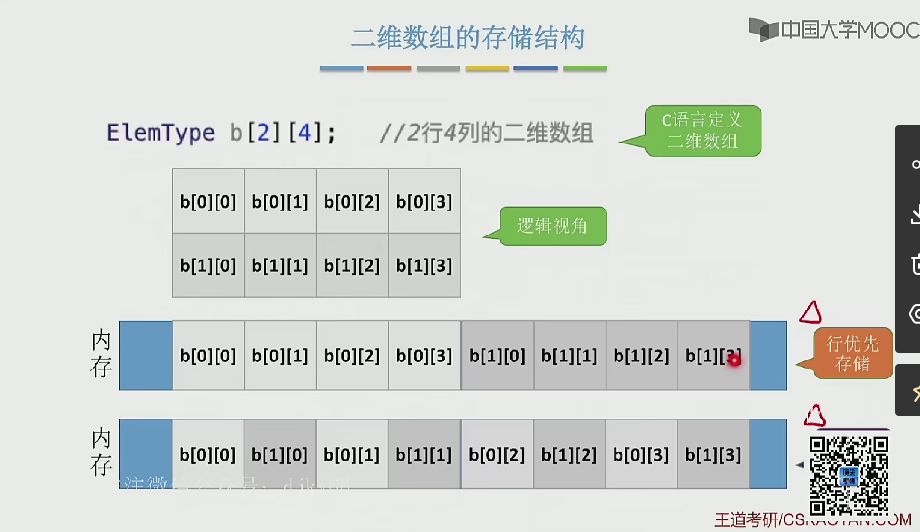 中国大学MOOC
二维数组的存储结构
ElemType b[2][4]; //2行4列的二维数组
C语言定义
二维数组
b[0][0] b[0][1] b[0][2] b[0][3]
逻辑视角
b[1][0] b[1][1] b[1][2] b[1][3]
内存
b[0][0] b[0][1] b[0][2] b[0][3] b[1][0] b[1][1] b[1][2] b[1][3]
行优先
存储
内存
b[0][0] b[1][0] b[0][1] b[1][1] b[0][2] b[1][2] b[0][3] b[1][3]
王道考研/CSKAOYAN.COM